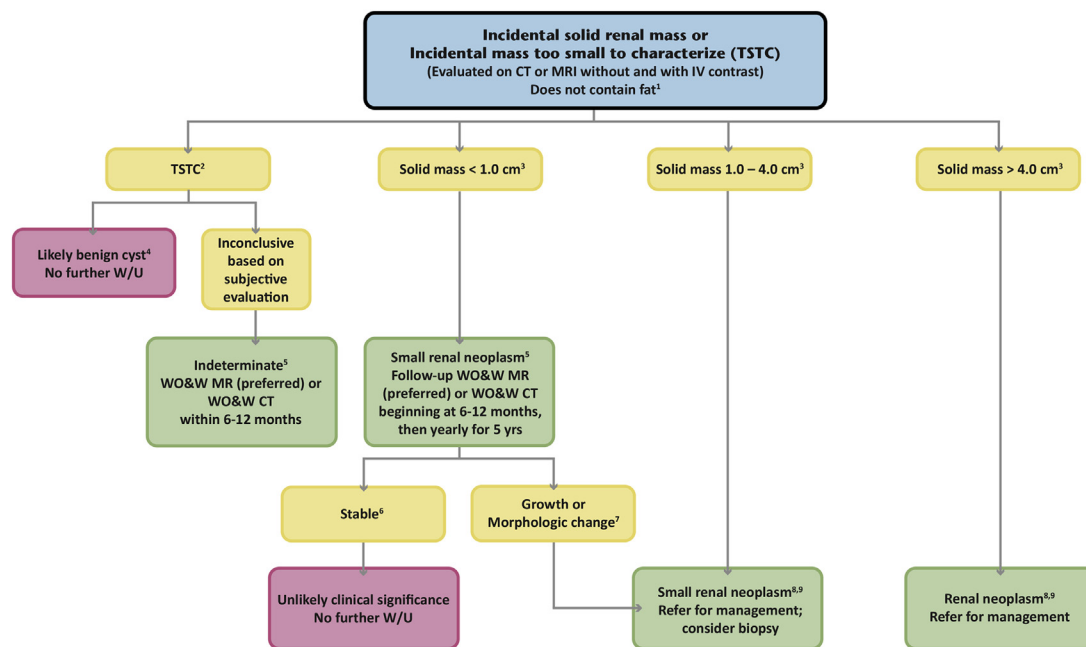 Incidental solid renal mass or
Incidental mass too small to characterize (TSTC)
(Evaluated on CT or MRI without and with IV contrast)
Does not contain fat¹
TSTC²
Solid mass < 1.0 cm³
Solid mass 1.0 – 4.0 cm³
Solid mass > 4.0 cm³
Likely benign cyst⁴
No further W/U
Inconclusive
based on
subjective
evaluation
Indeterminate⁵
WO&W MR (preferred) or
WO&W CT
within 6-12 months
Small renal neoplasm⁵
Follow-up WO&W MR
(preferred) or WO&W CT
beginning at 6-12 months,
then yearly for 5 yrs
Stable⁶
Growth or
Morphologic change⁷
Unlikely clinical significance
No further W/U
Small renal neoplasm⁸,⁹
Refer for management;
consider biopsy
Renal neoplasm⁸,⁹
Refer for management